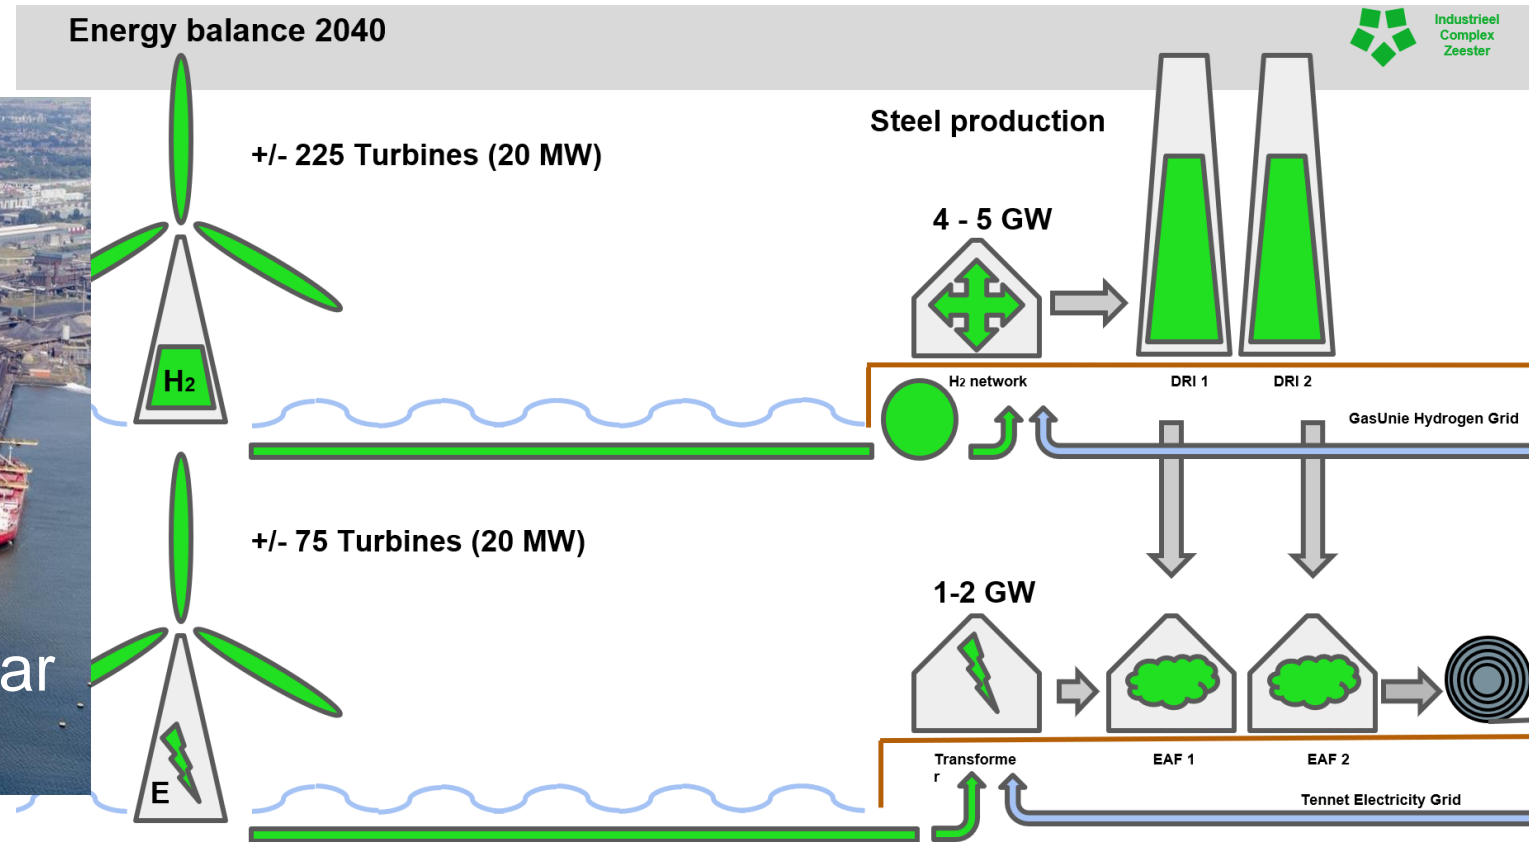 Energy balance 2040
Industrieel
Complex
Zeester
+/- 225 Turbines (20 MW)
Steel production
4 - 5 GW
H2
H2 network
DRI 1
DRI 2
GasUnie Hydrogen Grid
+/- 75 Turbines (20 MW)
1-2 GW
ar
E
Transforme
r
EAF 1
EAF 2
Tennet Electricity Grid